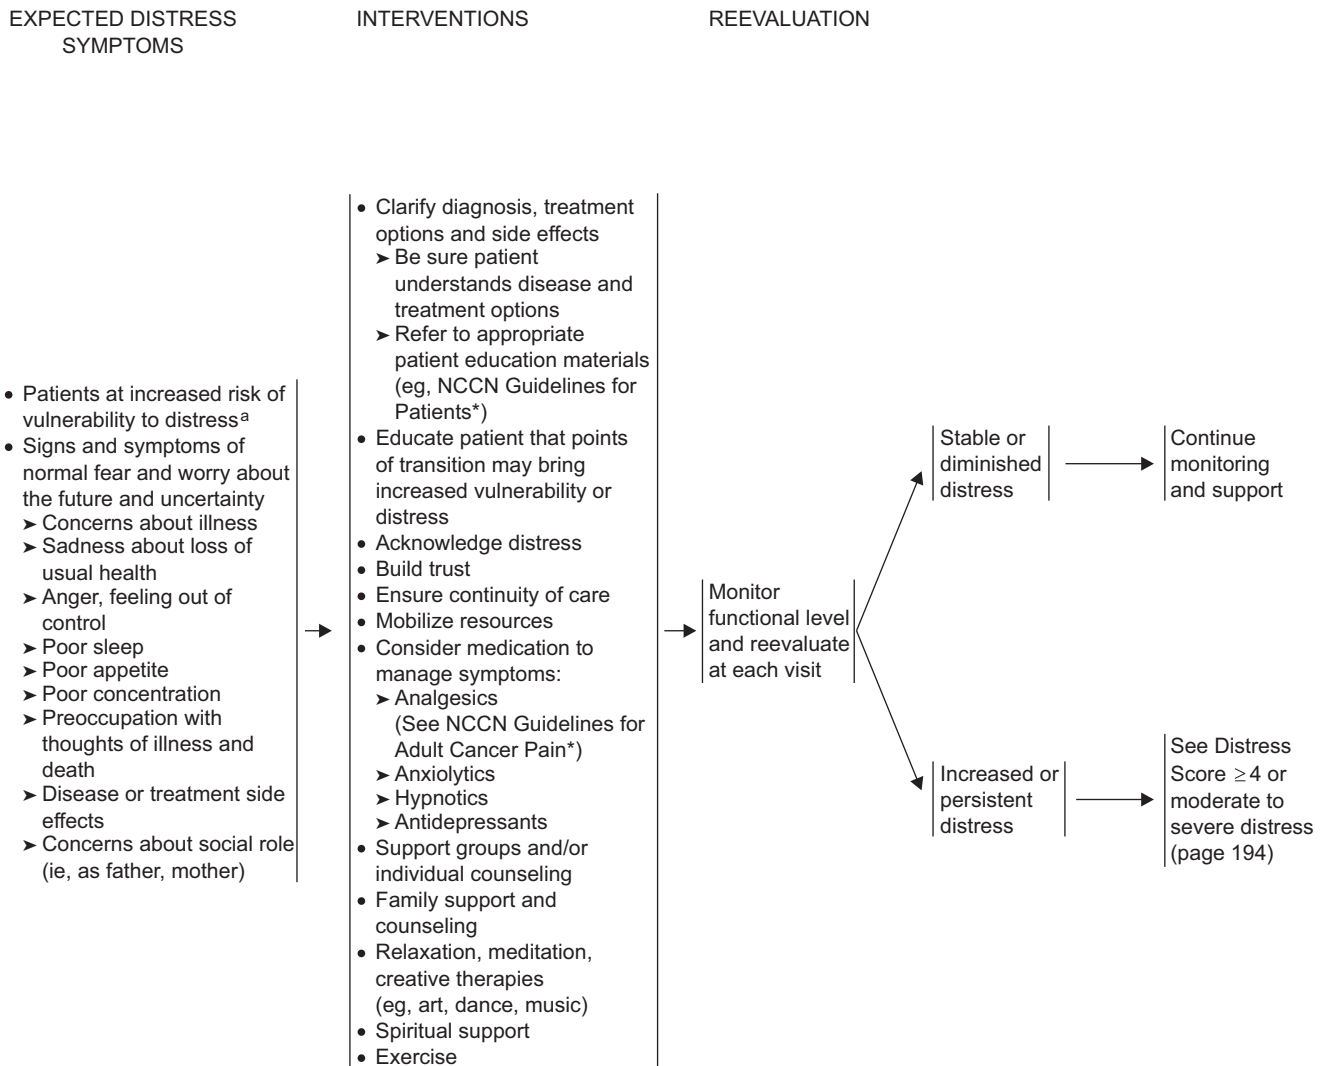 EXPECTED DISTRESS
SYMPTOMS
INTERVENTIONS
REEVALUATION
• Patients at increased risk of
vulnerability to distressᵃ
• Signs and symptoms of
normal fear and worry about
the future and uncertainty
➤ Concerns about illness
➤ Sadness about loss of
usual health
➤ Anger, feeling out of
control
➤ Poor sleep
➤ Poor appetite
➤ Poor concentration
➤ Preoccupation with
thoughts of illness and
death
➤ Disease or treatment side
effects
➤ Concerns about social role
(ie, as father, mother)
• Clarify diagnosis, treatment
options and side effects
➤ Be sure patient
understands disease and
treatment options
➤ Refer to appropriate
patient education materials
(eg, NCCN Guidelines for
Patients*)
• Educate patient that points
of transition may bring
increased vulnerability or
distress
• Acknowledge distress
• Build trust
• Ensure continuity of care
• Mobilize resources
• Consider medication to
manage symptoms:
➤ Analgesics
(See NCCN Guidelines for
Adult Cancer Pain*)
➤ Anxiolytics
➤ Hypnotics
➤ Antidepressants
• Support groups and/or
individual counseling
• Family support and
counseling
• Relaxation, meditation,
creative therapies
(eg, art, dance, music)
• Spiritual support
• Exercise
Monitor
functional level
and reevaluate
at each visit
Stable or
diminished
distress
Continue
monitoring
and support
Increased or
persistent
distress
See Distress
Score ≥4 or
moderate to
severe distress
(page 194)